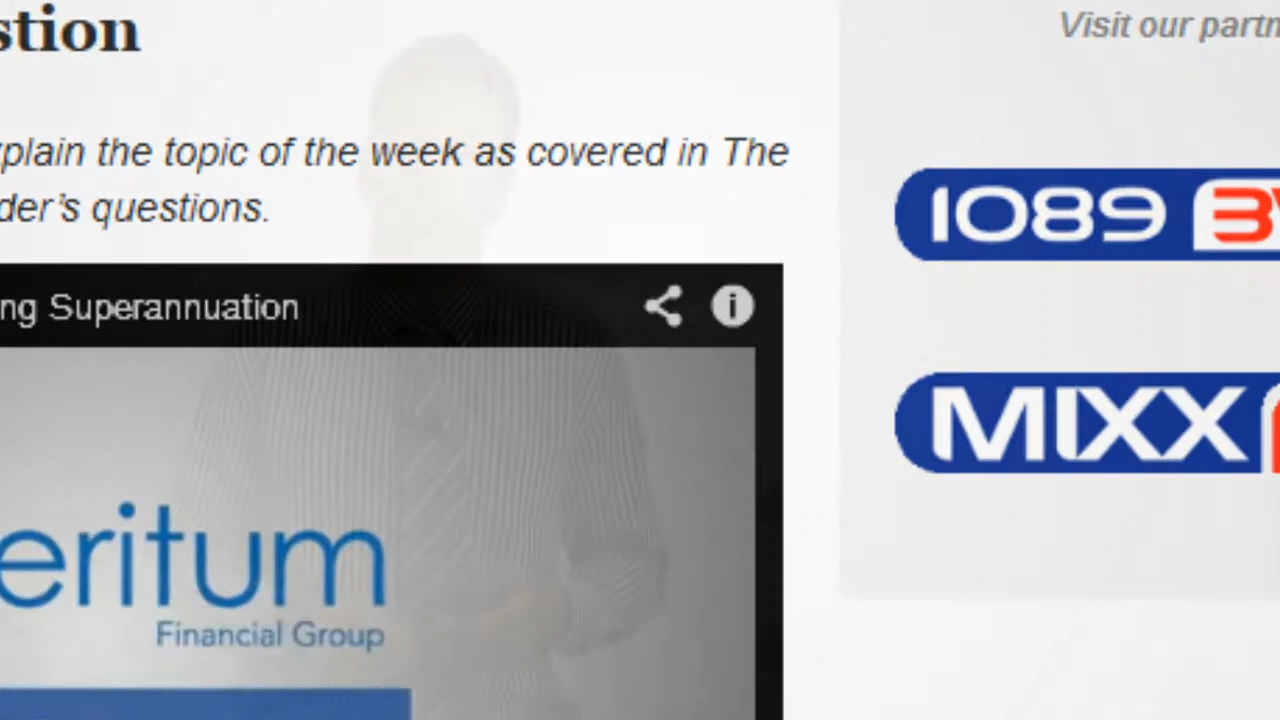 stion
Visit our partn
xplain the topic of the week as covered in The
der’s questions.
1089 3
ng Superannuation
MIXX
eritum
Financial Group